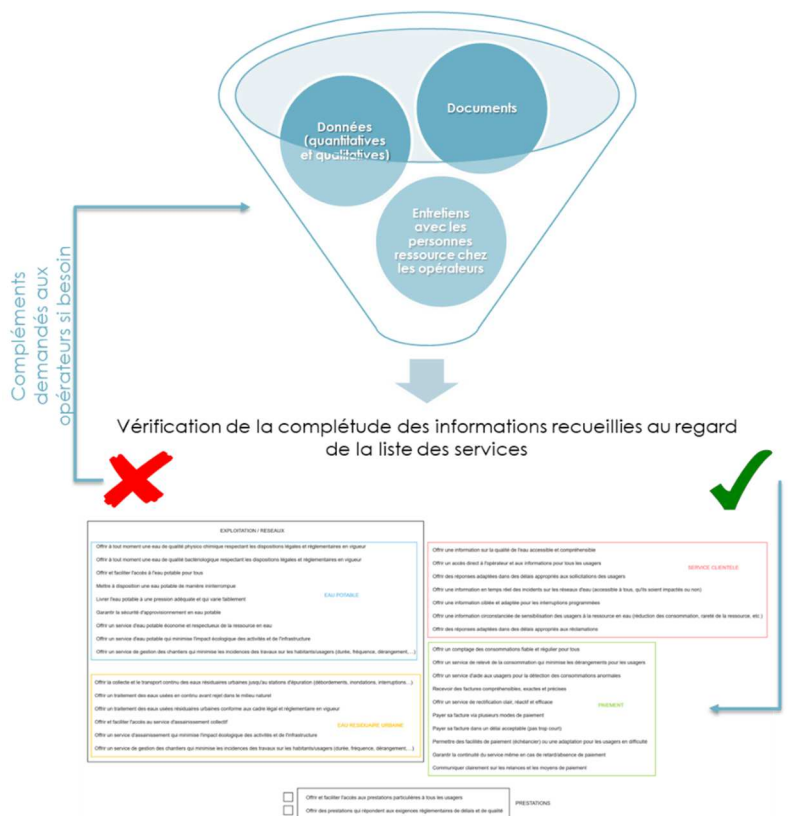 Données
(quantitatives
et qualitatives)
Documents
Entretiens
avec les
personnes
ressource chez
les opérateurs
Compléments
demandés aux
opérateurs si besoin
Vérification de la complétude des informations recueillies au regard
de la liste des services
EXPLOITATION / RESEAUX
Offrir à tout moment une eau de qualité physico chimique respectant les dispositions légales et réglementaires en vigueur
Offrir à tout moment une eau de qualité bactériologique respectant les dispositions légales et réglementaires en vigueur
Offrir et faciliter l'accès à l'eau potable pour tous
Mettre à disposition une eau potable de manière ininterrompue
Livrer l'eau potable à une pression adéquate et qui varie faiblement
EAU POTABLE
Garantir la sécurité d'approvisionnement en eau potable
Offrir un service d'eau potable économe et respectueux de la ressource en eau
Offrir un service d'eau potable qui minimise l'impact écologique des activités et de l'infrastructure
Offrir un service de gestion des chantiers qui minimise les incidences des travaux sur les habitants/usagers (durée, fréquence, dérangement,...)
Offrir la collecte et le transport continu des eaux résiduaires urbaines jusqu'au stations d'épuration (débordements, inondations, interruptions...)
Offrir un traitement des eaux usées en continu avant rejet dans le milieu naturel
Offrir un traitement des eaux usées résiduaires urbaines conforme aux cadre légal et réglementaire en vigueur
Offrir et faciliter l'accès au service d'assainissement collectif
EAU RESIDUAIRE URBAINE
Offrir un service d'assainissement qui minimise l'impact écologique des activités et de l'infrastructure
Offrir un service de gestion des chantiers qui minimise les incidences des travaux sur les habitants/usagers (durée, fréquence, dérangement,...)
Offrir une information sur la qualité de l'eau accessible et compréhensible
Offrir un accès direct à l'opérateur et aux informations pour tous les usagers
SERVICE CLIENTELE
Offrir des réponses adaptées dans des délais appropriés aux sollicitations des usagers
Offrir une information en temps réel des incidents sur les réseaux d'eau (accessible à tous, qu'ils soient impactés ou non)
Offrir une information ciblée et adaptée pour les interruptions programmées
Offrir une information circonstanciée de sensibilisation des usagers à la ressource en eau (réduction des consommation, rareté de la ressource, etc.)
Offrir des réponses adaptées dans des délais appropriés aux réclamations
Offrir un comptage des consommations fiable et régulier pour tous
Offrir un service de relevé de la consommation qui minimise les dérangements pour les usagers
Offrir un service d'aide aux usagers pour la détection des consommations anormales
Recevoir des factures compréhensibles, exactes et précises
Offrir un service de rectification clair, réactif et efficace
PAIEMENT
Payer sa facture via plusieurs modes de paiement
Payer sa facture dans un délai acceptable (pas trop court)
Permettre des facilités de paiement (échéancier) ou une adaptation pour les usagers en difficulté
Garantir la continuité du service même en cas de retard/absence de paiement
Communiquer clairement sur les relances et les moyens de paiement
Offrir et faciliter l'accès aux prestations particulières à tous les usagers
PRESTATIONS
Offrir des prestations qui répondent aux exigences réglementaires de délais et de qualité